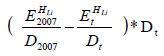 ( E_{2007}^{H_{Li}} / D_{2007} − E_t^{H_{Li}} / D_t )* D_t